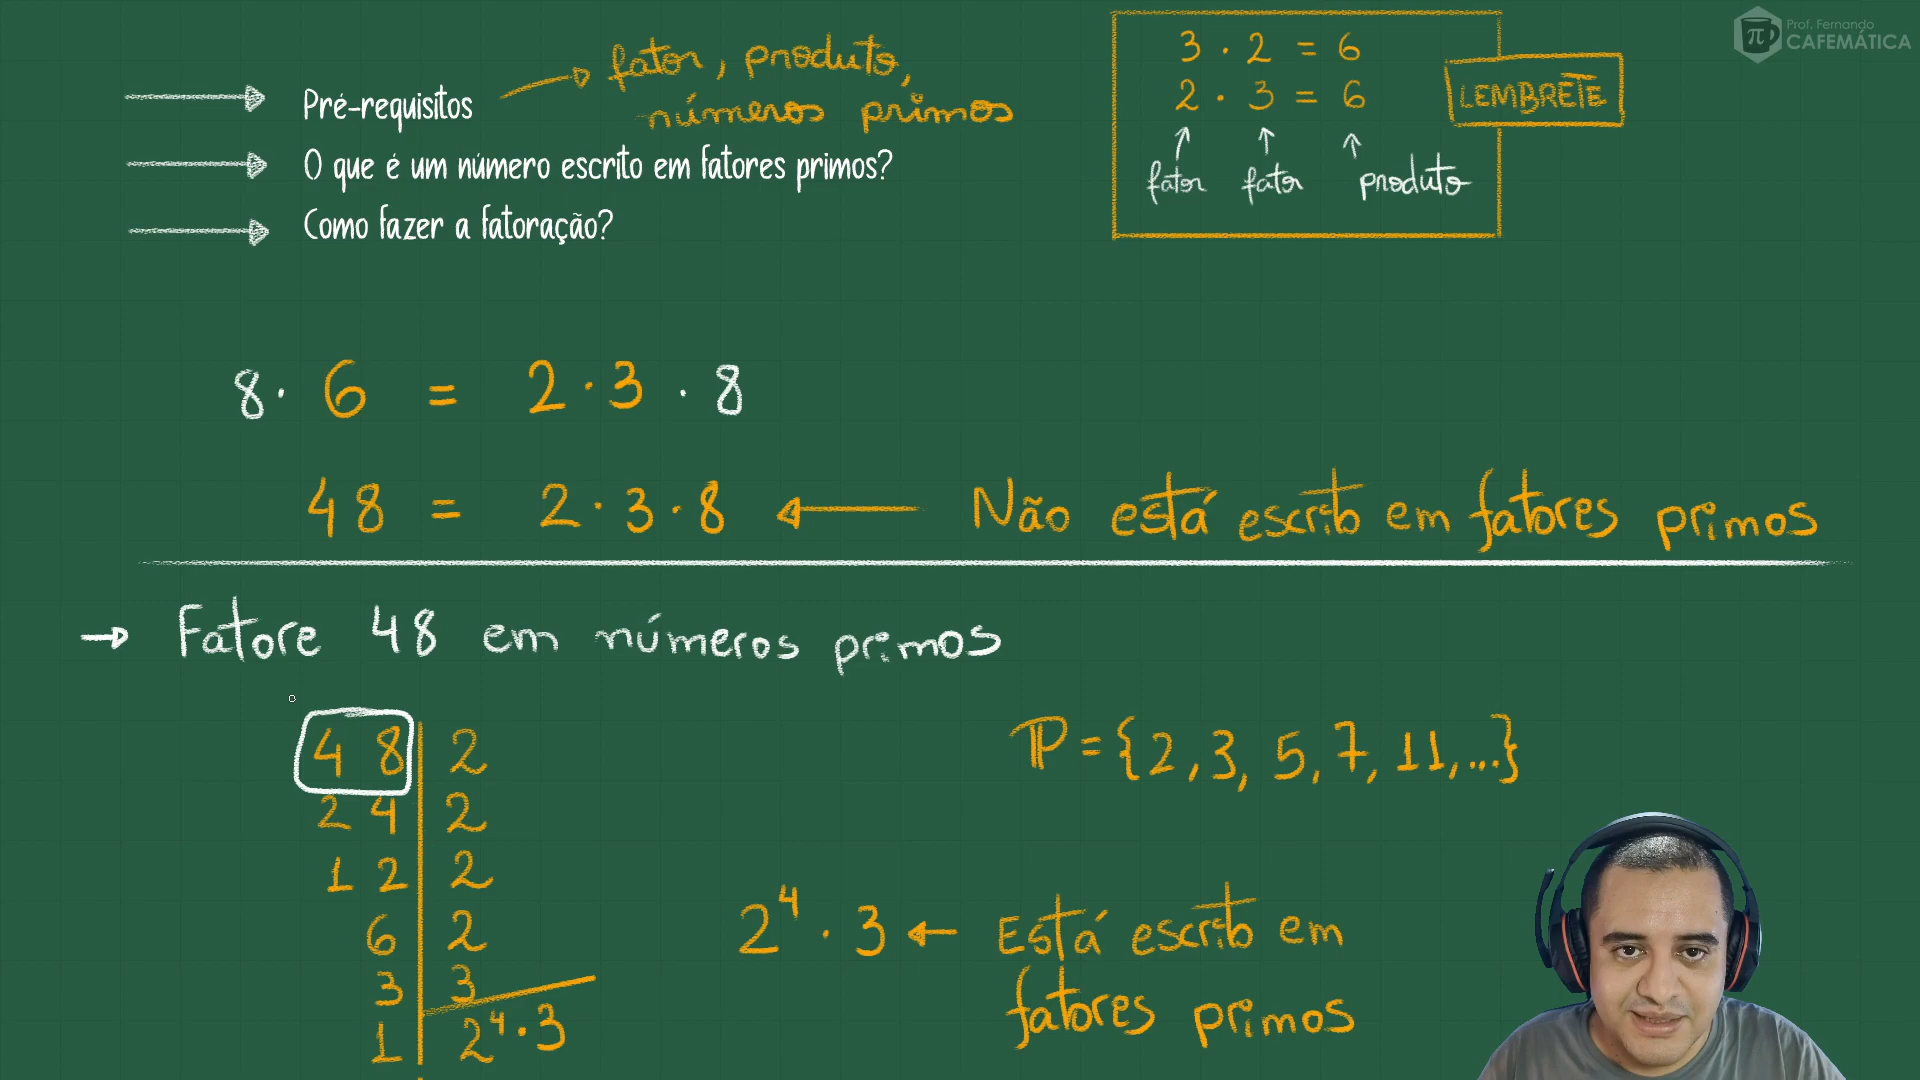 Prof. Fernando
CAFEMÁTICA
Pré-requisitos
fator, produto,
números primos
O que é um número escrito em fatores primos?
Como fazer a fatoração?
3 · 2 = 6
2 · 3 = 6
fator fator produto
LEMBRETE
8 · 6 = 2 · 3 · 8
48 = 2 · 3 · 8 ← Não está escrito em fatores primos
→ Fatore 48 em números primos
48 | 2
24 | 2
12 | 2
6 | 2
3 | 3
1 | 2⁴ · 3
ℙ = {2, 3, 5, 7, 11, ...}
2⁴ · 3 ← Está escrito em
fatores primos